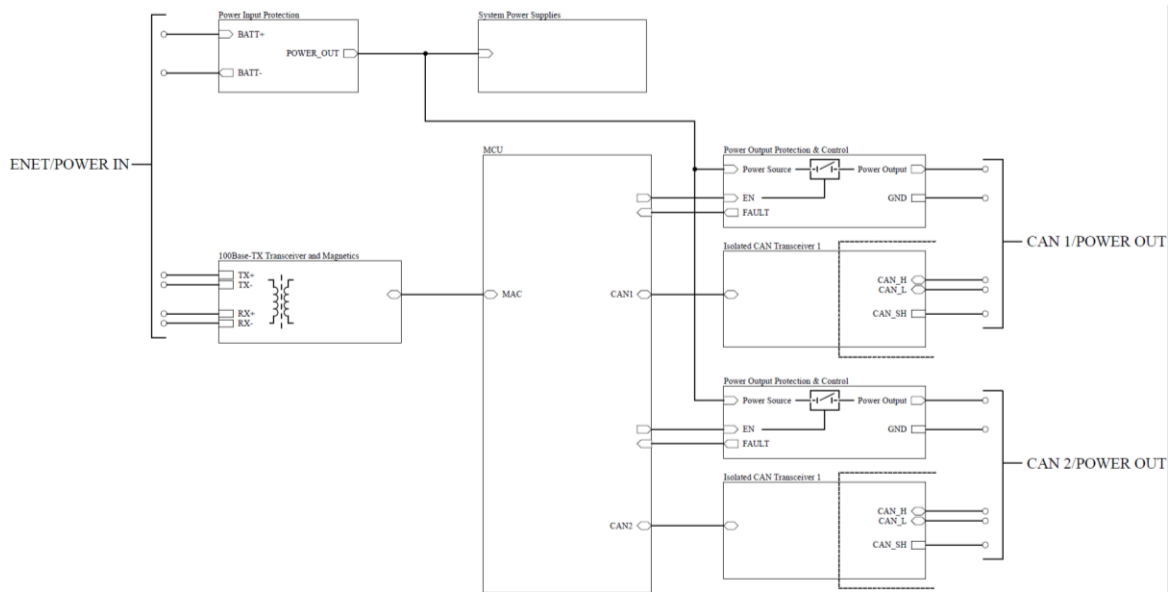 Power Input Protection
BATT+
POWER_OUT
BATT-
System Power Supplies
ENET/POWER IN
MCU
Power Output Protection & Control
Power Source
Power Output
EN
GND
FAULT
CAN 1/POWER OUT
100Base-TX Transceiver and Magnetics
TX+
TX-
RX+
RX-
MAC
CAN1
Isolated CAN Transceiver 1
CAN_H
CAN_L
CAN_SH
Power Output Protection & Control
Power Source
Power Output
EN
GND
FAULT
CAN 2/POWER OUT
CAN2
Isolated CAN Transceiver 1
CAN_H
CAN_L
CAN_SH